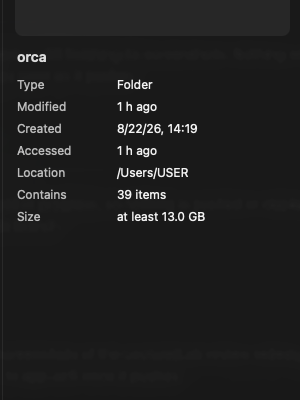 orca
Type Folder
Modified 1 h ago
Created 8/22/26, 14:19
Accessed 1 h ago
Location /Users/USER
Contains 39 items
Size at least 13.0 GB